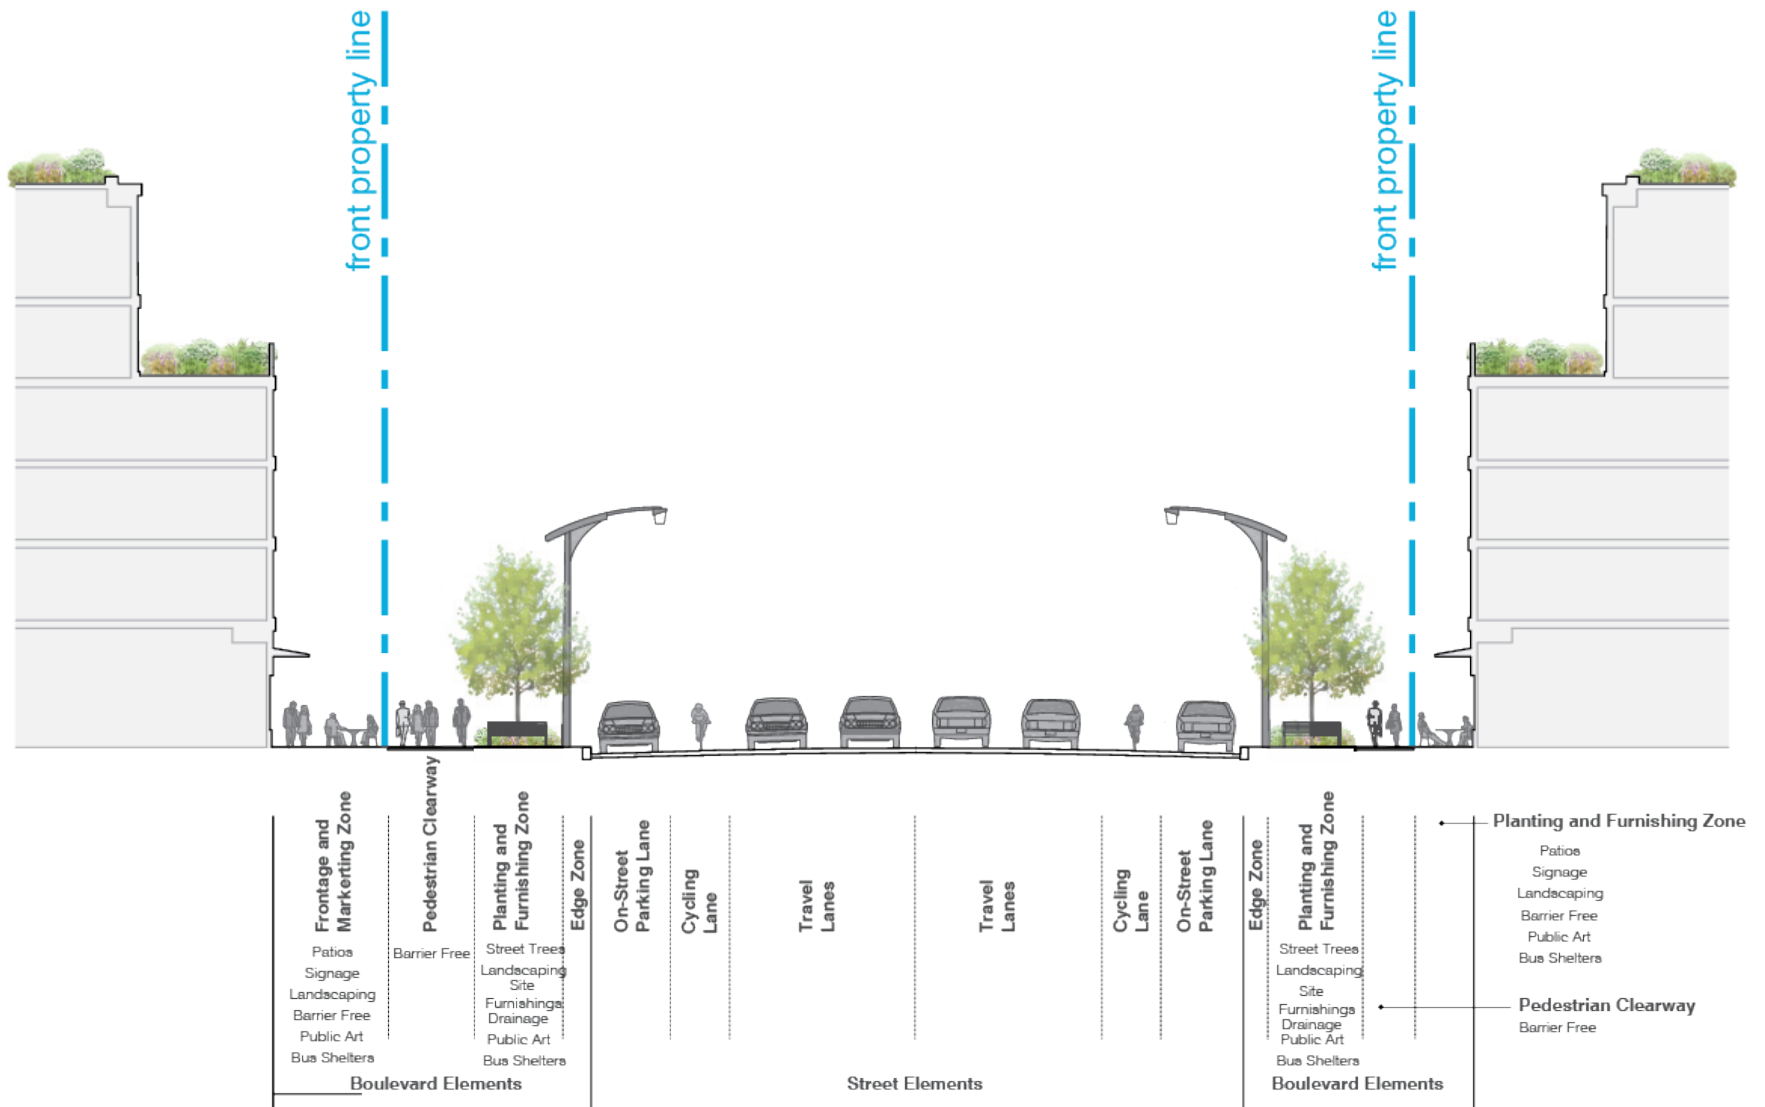 front property line
front property line
Frontage and
Markerting Zone
Patios
Signage
Landscaping
Barrier Free
Public Art
Bus Shelters
Pedestrian Clearway
Barrier Free
Planting and
Furnishing Zone
Street Trees
Landscaping
Site
Furnishings
Drainage
Public Art
Bus Shelters
Edge Zone
On-Street
Parking Lane
Cycling
Lane
Travel
Lanes
Travel
Lanes
Cycling
Lane
On-Street
Parking Lane
Edge Zone
Planting and
Furnishing Zone
Street Trees
Landscaping
Site
Furnishings
Drainage
Public Art
Bus Shelters
Planting and Furnishing Zone
Patios
Signage
Landscaping
Barrier Free
Public Art
Bus Shelters
Pedestrian Clearway
Barrier Free
Boulevard Elements
Street Elements
Boulevard Elements